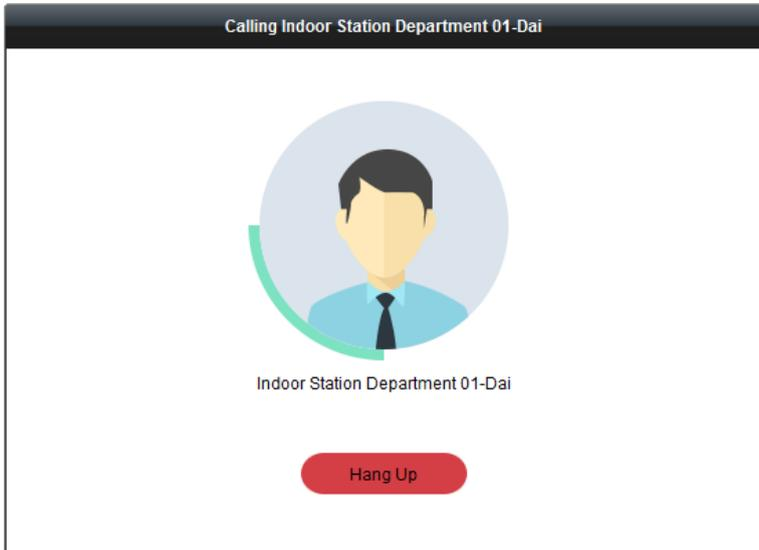 Calling Indoor Station Department 01-Dai
Indoor Station Department 01-Dai
Hang Up